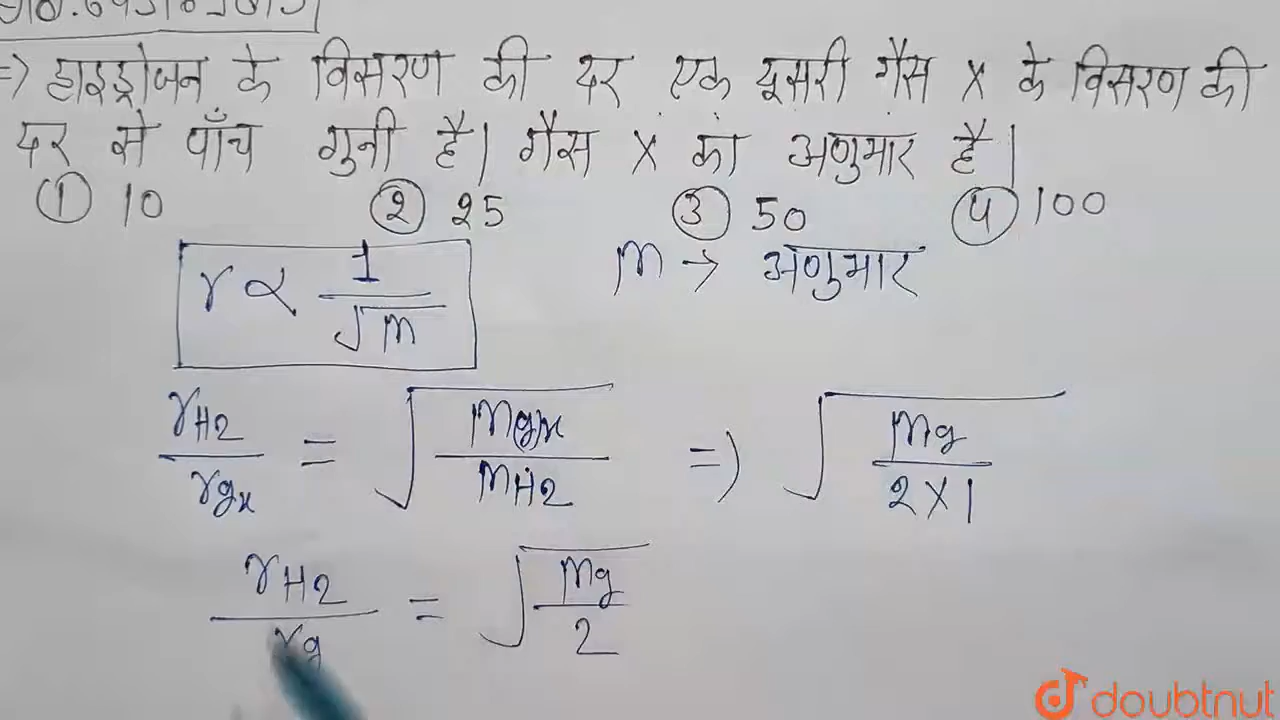 => हाइड्रोजन के विसरण की दर एक दूसरी गैस X के विसरण की
दर से पाँच गुनी है। गैस X का अणुभार है।
① 10 ② 25 ③ 50 ④ 100
r ∝ 1/√m m → अणुभार
rH2/rgx = √(mgx/mH2) => √(mg/2×1)
rH2/rg = √(mg/2)
doubtnut